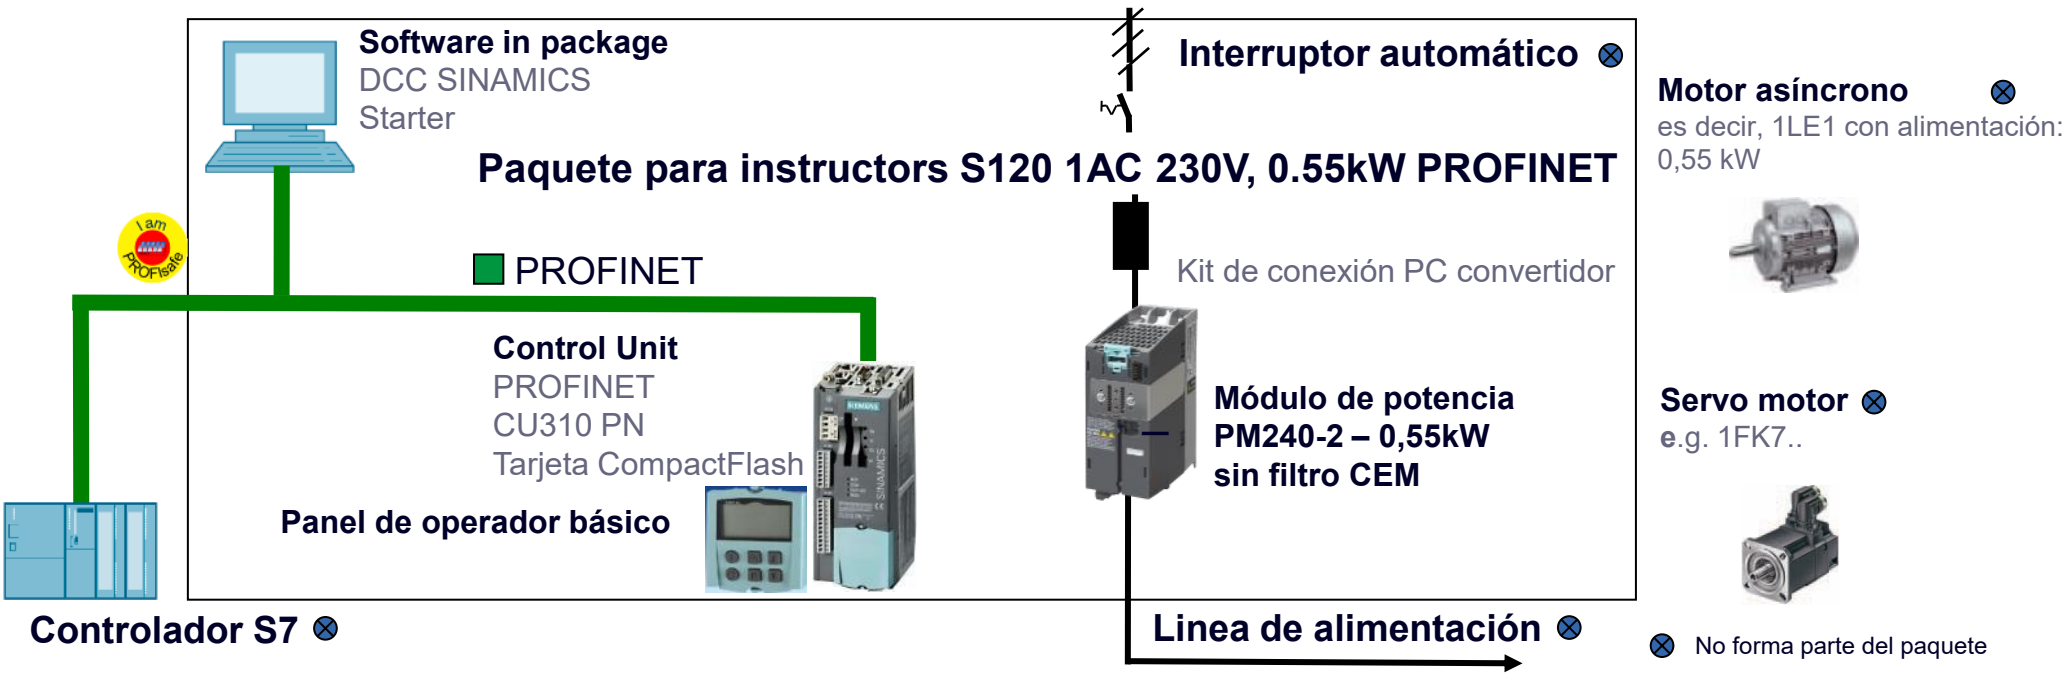 Software in package
DCC SINAMICS
Starter
Interruptor automático
Motor asíncrono
es decir, 1LE1 con alimentación:
0,55 kW
Paquete para instructors S120 1AC 230V, 0.55kW PROFINET
I am
PROFIsafe
PROFINET
Kit de conexión PC convertidor
Control Unit
PROFINET
CU310 PN
Tarjeta CompactFlash
SIEMENS
SINAMICS
Módulo de potencia
PM240-2 – 0,55kW
sin filtro CEM
Servo motor
e.g. 1FK7..
Panel de operador básico
Controlador S7
Linea de alimentación
No forma parte del paquete